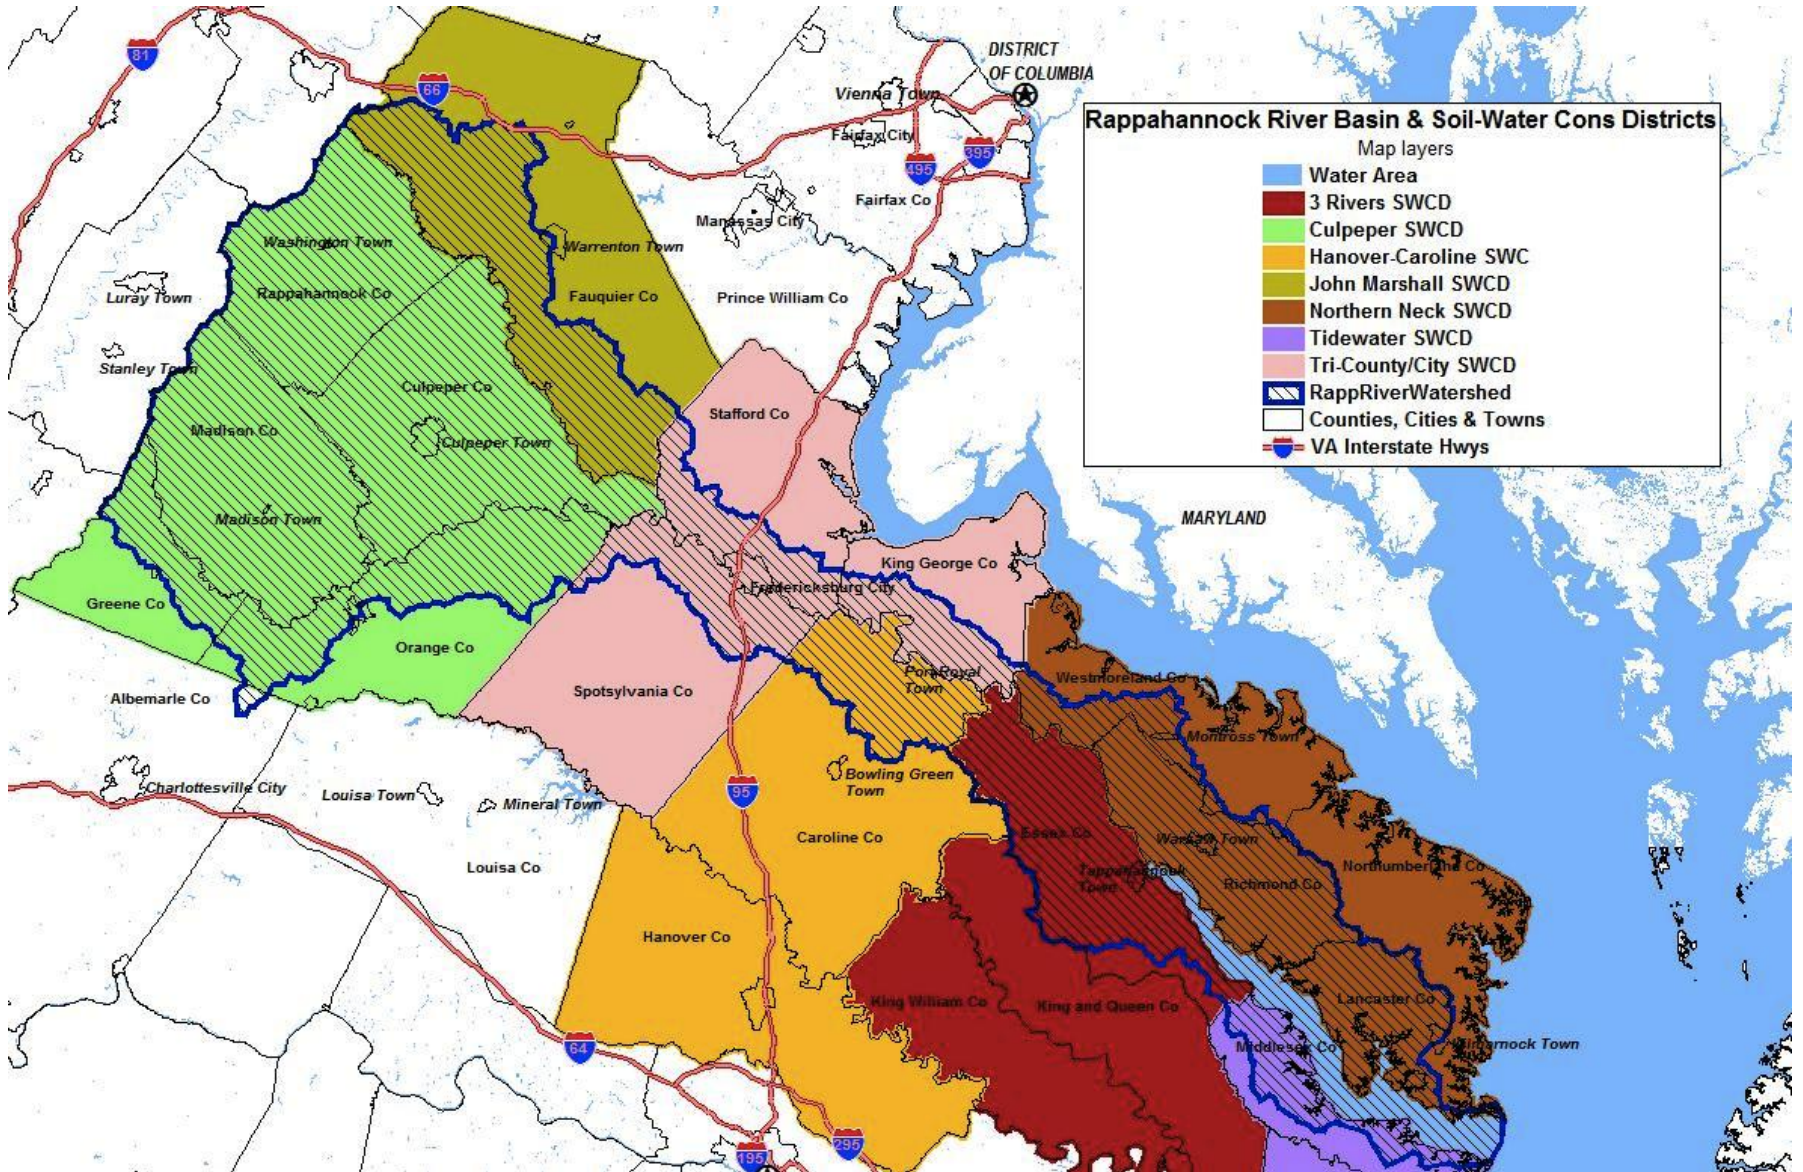 81
66
DISTRICT
OF COLUMBIA
Vienna Town
Fairfax City
395
495
Fairfax Co
Manassas City
Rappahannock River Basin & Soil-Water Cons Districts
Map layers
Water Area
3 Rivers SWCD
Culpeper SWCD
Hanover-Caroline SWC
John Marshall SWCD
Northern Neck SWCD
Tidewater SWCD
Tri-County/City SWCD
RappRiverWatershed
Counties, Cities & Towns
VA Interstate Hwys
Washington Town
Warrenton Town
Luray Town
Rappahannock Co
Fauquier Co
Prince William Co
Stanley Town
Culpeper Co
Stafford Co
Madison Co
Culpeper Town
Madison Town
MARYLAND
King George Co
Fredericksburg City
Greene Co
Orange Co
Port Royal
Town
Westmoreland Co
Albemarle Co
Spotsylvania Co
Montross Town
Bowling Green
Town
Charlottesville City
Louisa Town
Mineral Town
95
Caroline Co
Essex Co
Warsaw Town
Louisa Co
Tappahannock
Town
Richmond Co
Northumberland Co
Hanover Co
King William Co
King and Queen Co
Lancaster Co
64
Middlesex Co
Kilmarnock Town
195
295